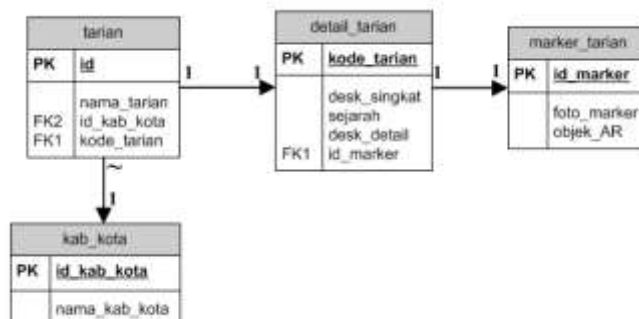 tarian
PK id
nama_tarian
FK2 id_kab_kota
FK1 kode_tarian
1 1
detail_tarian
PK kode_tarian
desk_singkat
sejarah
desk_detail
FK1 id_marker
1 1
marker_tarian
PK id_marker
foto_marker
objek_AR
~
1
kab_kota
PK id_kab_kota
nama_kab_kota